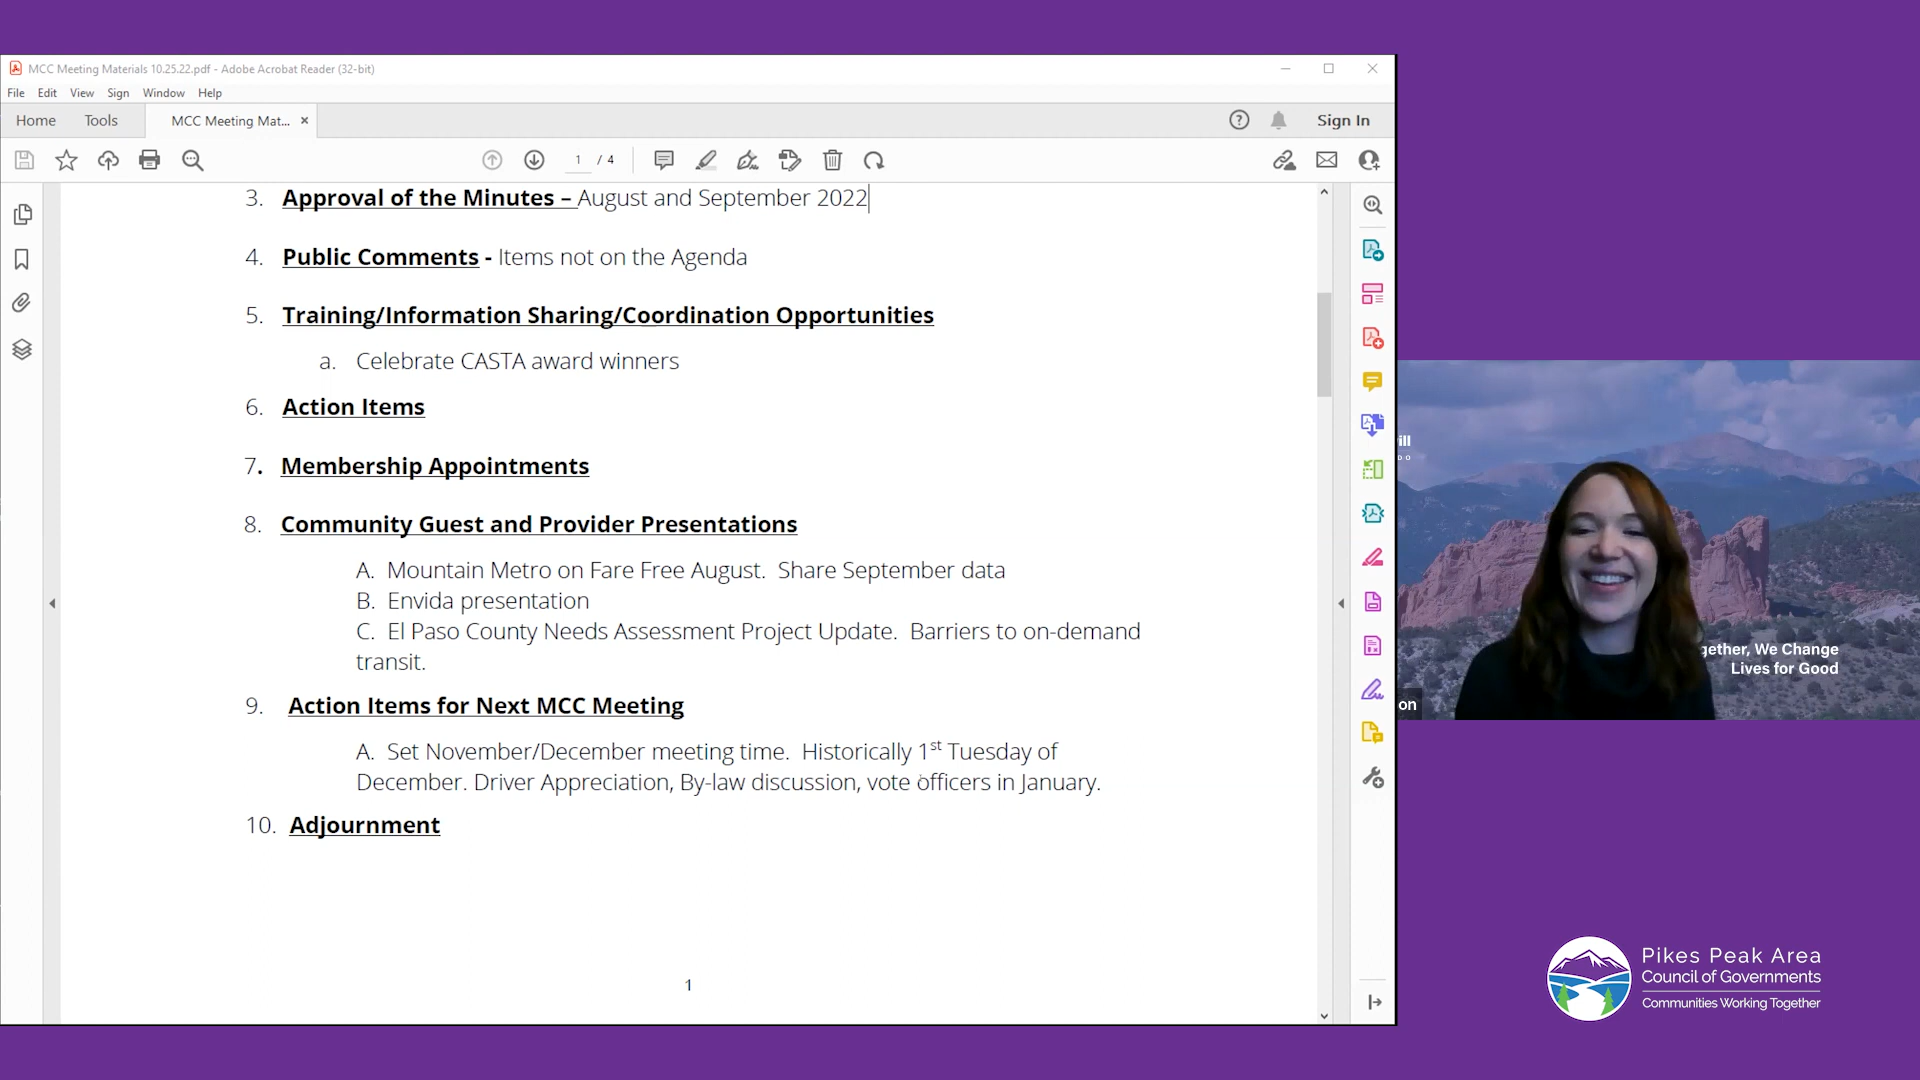 MCC Meeting Materials 10.25.22.pdf - Adobe Acrobat Reader (32-bit)
File Edit View Sign Window Help
Home Tools MCC Meeting Mat... Sign In
1 / 4
3. Approval of the Minutes – August and September 2022
4. Public Comments - Items not on the Agenda
5. Training/Information Sharing/Coordination Opportunities
a. Celebrate CASTA award winners
6. Action Items
7. Membership Appointments
8. Community Guest and Provider Presentations
A. Mountain Metro on Fare Free August. Share September data
B. Envida presentation
C. El Paso County Needs Assessment Project Update. Barriers to on-demand
transit.
9. Action Items for Next MCC Meeting
A. Set November/December meeting time. Historically 1st Tuesday of
December. Driver Appreciation, By-law discussion, vote officers in January.
10. Adjournment
1
ill
D O
gether, We Change
Lives for Good
on
Pikes Peak Area
Council of Governments
Communities Working Together